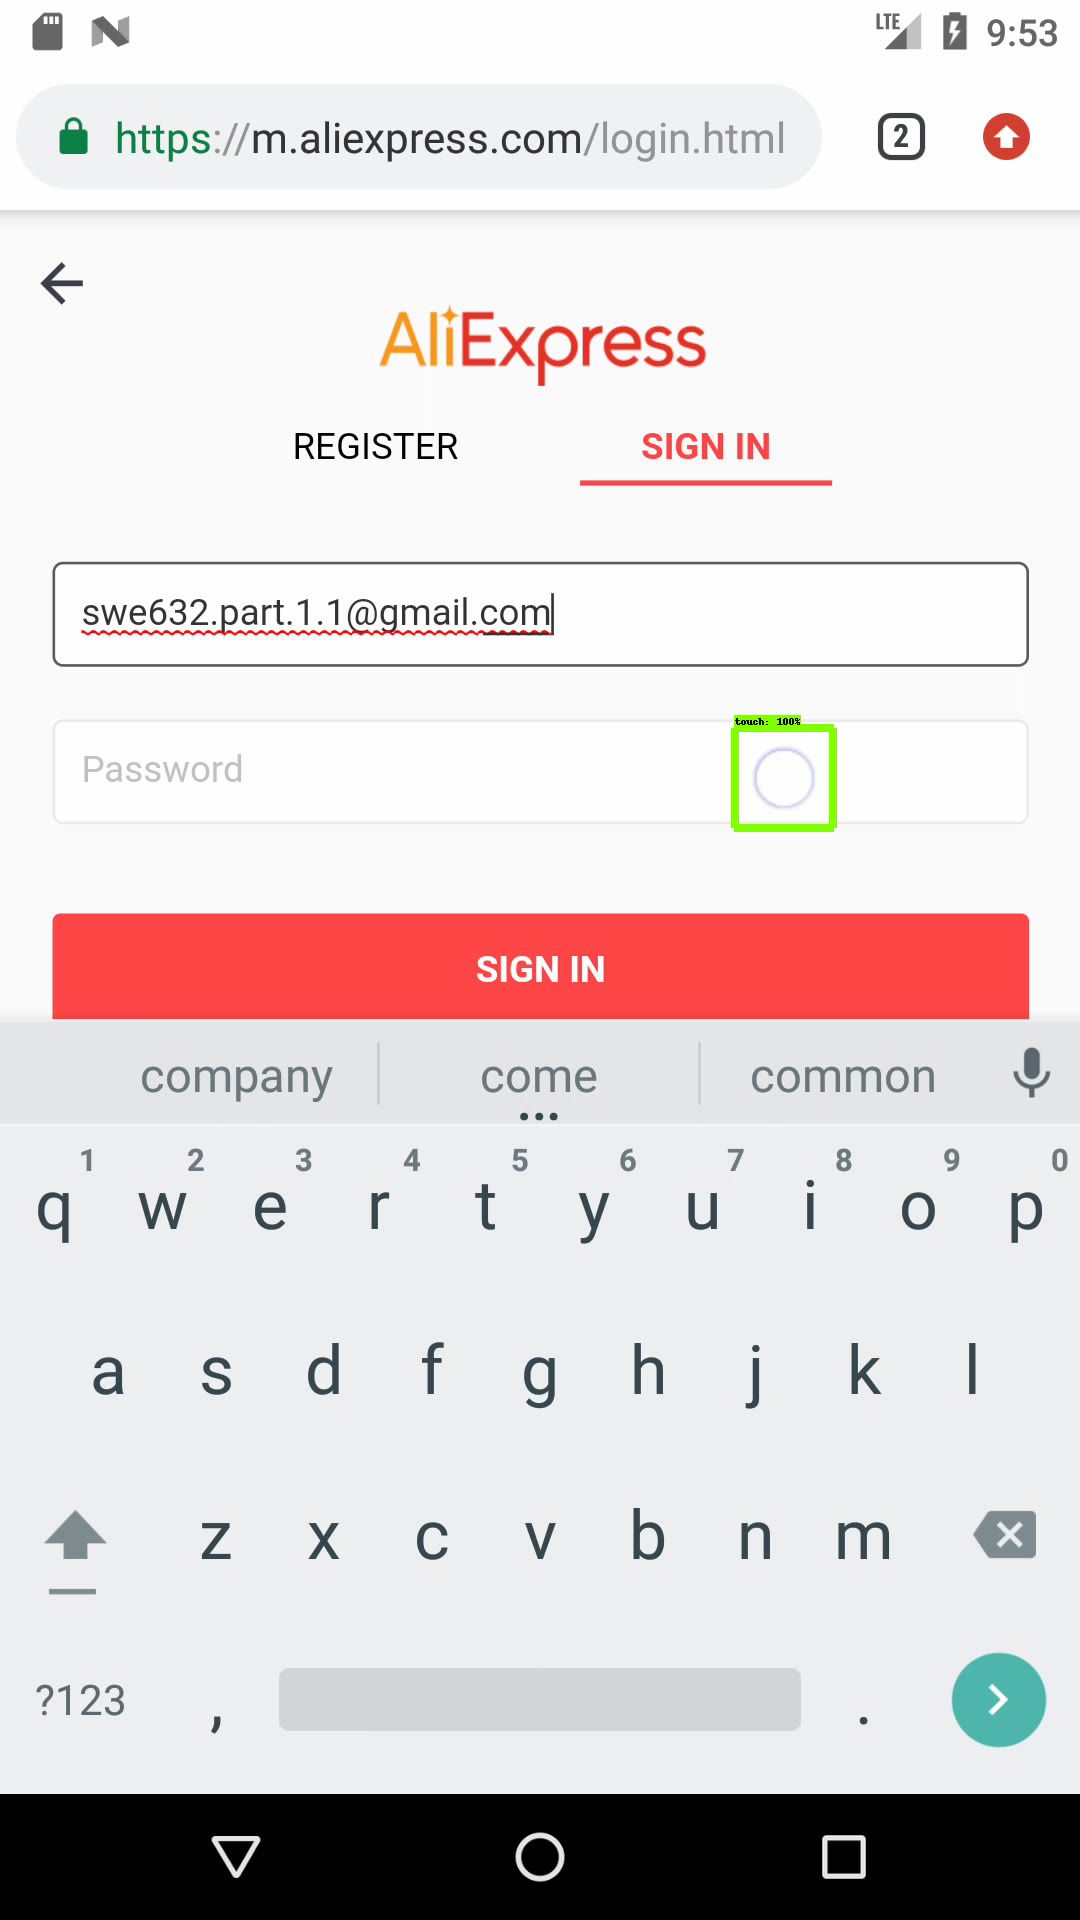 LTE 9:53
https://m.aliexpress.com/login.html 2
AliExpress
REGISTER SIGN IN
swe632.part.1.1@gmail.com
touch: 100%
Password
SIGN IN
company come common
...
1 2 3 4 5 6 7 8 9 0
q w e r t y u i o p
a s d f g h j k l
z x c v b n m
?123 , .